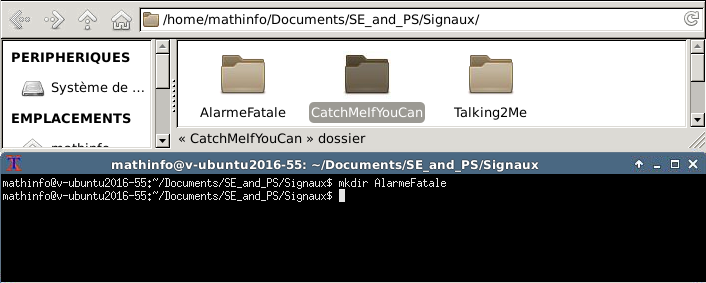 /home/mathinfo/Documents/SE_and_PS/Signaux/
PERIPHERIQUES
Système de ...
EMPLACEMENTS
mathinfo
AlarmeFatale
CatchMeIfYouCan
Talking2Me
« CatchMeIfYouCan » dossier
mathinfo@v-ubuntu2016-55: ~/Documents/SE_and_PS/Signaux
mathinfo@v-ubuntu2016-55:~/Documents/SE_and_PS/Signaux$ mkdir AlarmeFatale
mathinfo@v-ubuntu2016-55:~/Documents/SE_and_PS/Signaux$